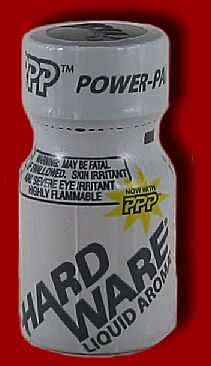 PPP™ POWER-PA
WARNING: MAY BE FATAL
IF SWALLOWED. SKIN IRRITANT
AND SEVERE EYE IRRITANT
HIGHLY FLAMMABLE
NOW WITH
PPP
HARD
WARE
LIQUID AROMA